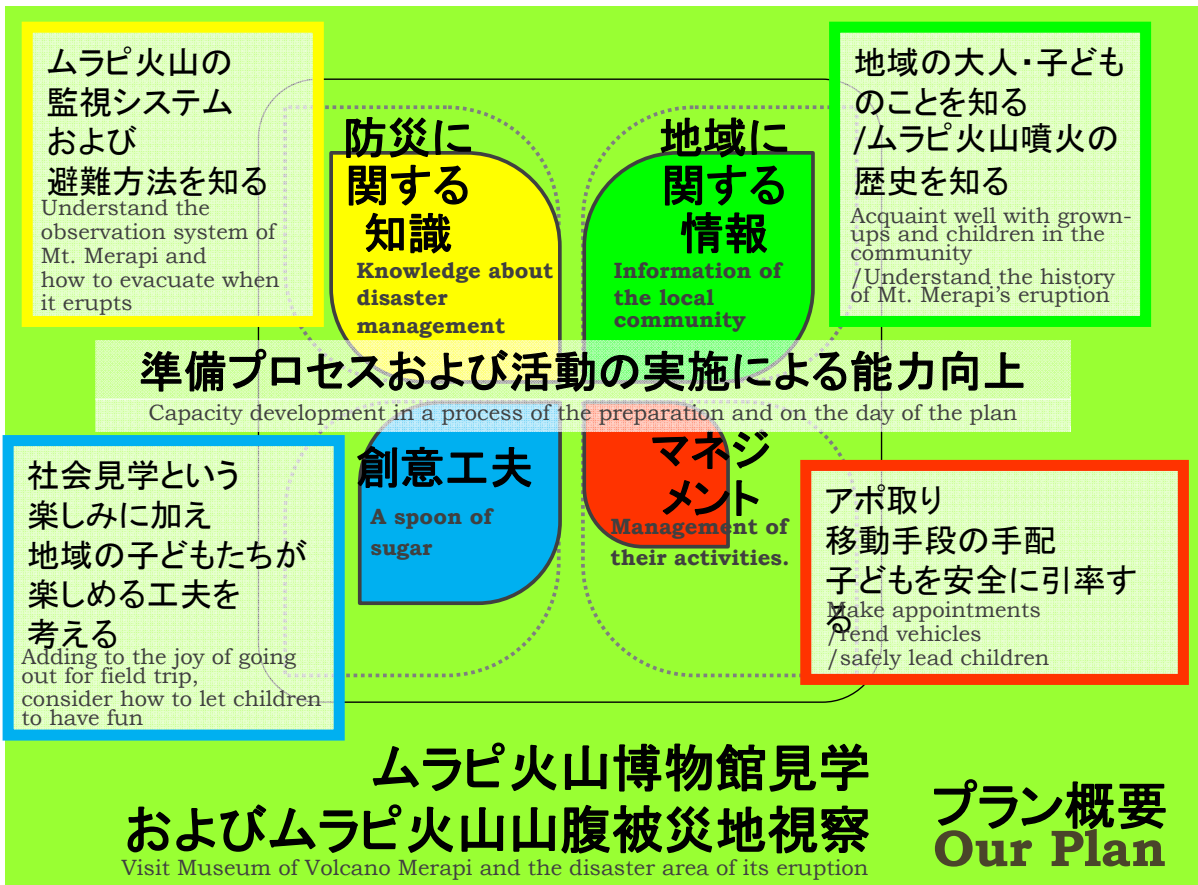 ムラピ火山の
監視システム
および
避難方法を知る
Understand the
observation system of
Mt. Merapi and
how to evacuate when
it erupts
防災に
関する
知識
Knowledge about
disaster
management
地域に
関する
情報
Information of
the local
community
地域の大人・子ども
のことを知る
/ムラピ火山噴火の
歴史を知る
Acquaint well with grown-
ups and children in the
community
/Understand the history
of Mt. Merapi's eruption
準備プロセスおよび活動の実施による能力向上
Capacity development in a process of the preparation and on the day of the plan
社会見学という
楽しみに加え
地域の子どもたちが
楽しめる工夫を
考える
Adding to the joy of going
out for field trip,
consider how to let children
to have fun
創意工夫
A spoon of
sugar
マネジ
メント
Management of
their activities.
アポ取り
移動手段の手配
子どもを安全に引率す
る
Make appointments
/rend vehicles
/safely lead children
ムラピ火山博物館見学
およびムラピ火山山腹被災地視察
Visit Museum of Volcano Merapi and the disaster area of its eruption
プラン概要
Our Plan